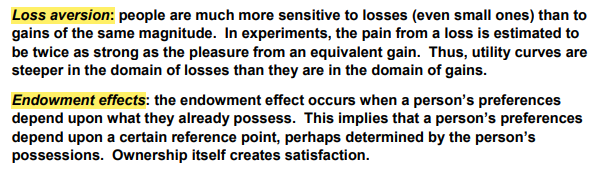 Loss aversion: people are much more sensitive to losses (even small ones) than to
gains of the same magnitude. In experiments, the pain from a loss is estimated to
be twice as strong as the pleasure from an equivalent gain. Thus, utility curves are
steeper in the domain of losses than they are in the domain of gains.
Endowment effects: the endowment effect occurs when a person's preferences
depend upon what they already possess. This implies that a person's preferences
depend upon a certain reference point, perhaps determined by the person's
possessions. Ownership itself creates satisfaction.